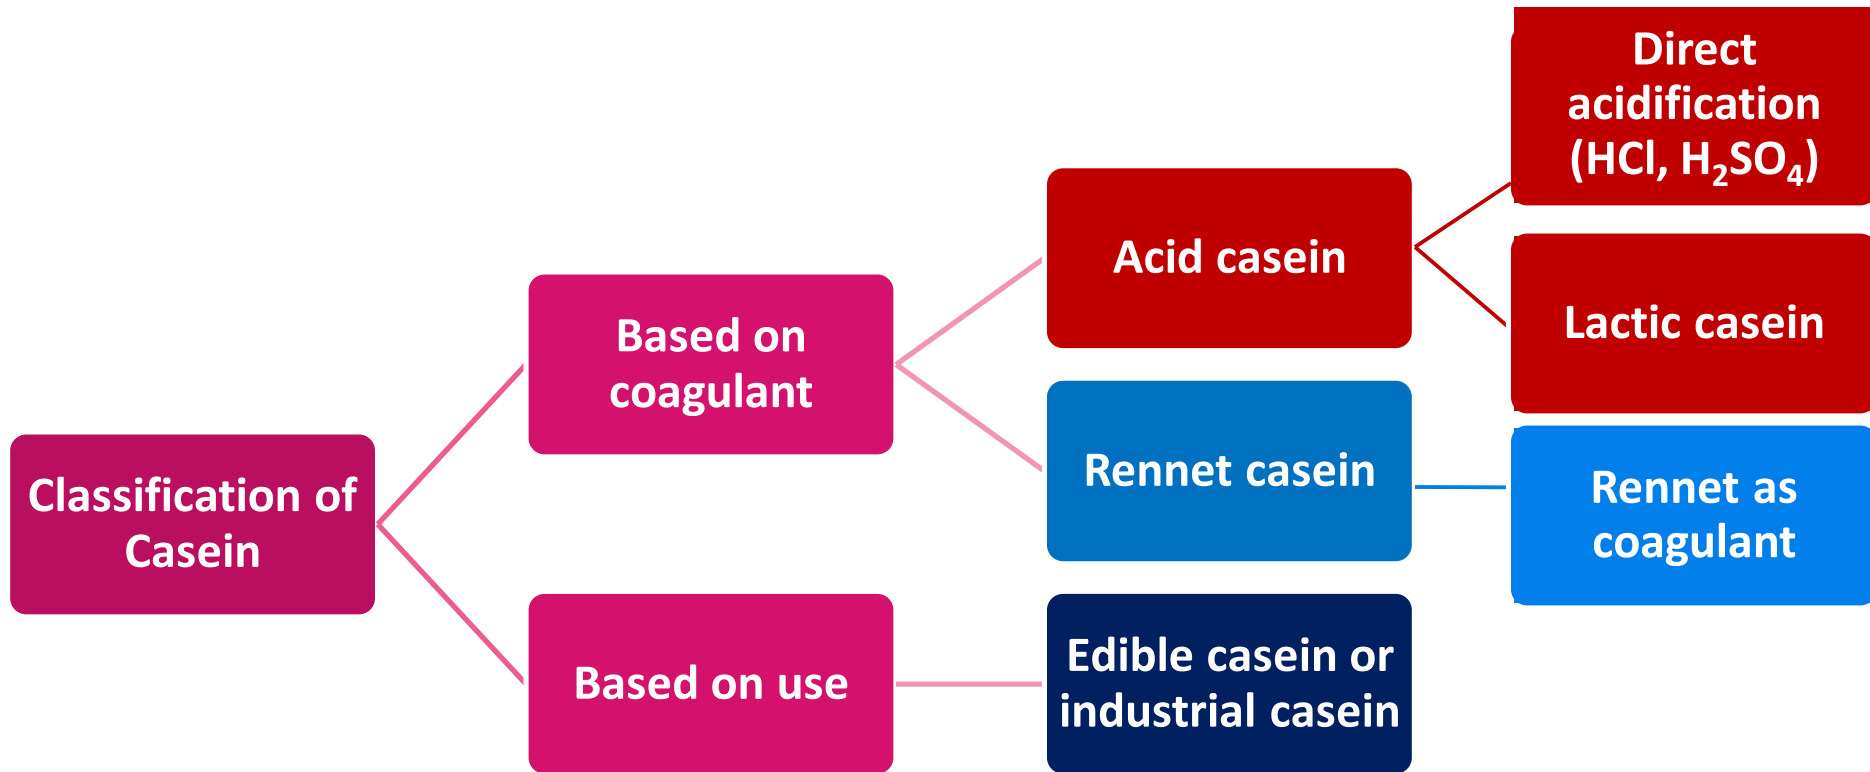 Classification of
Casein
Based on
coagulant
Acid casein
Direct
acidification
(HCl, H₂SO₄)
Lactic casein
Rennet casein
Rennet as
coagulant
Based on use
Edible casein or
industrial casein